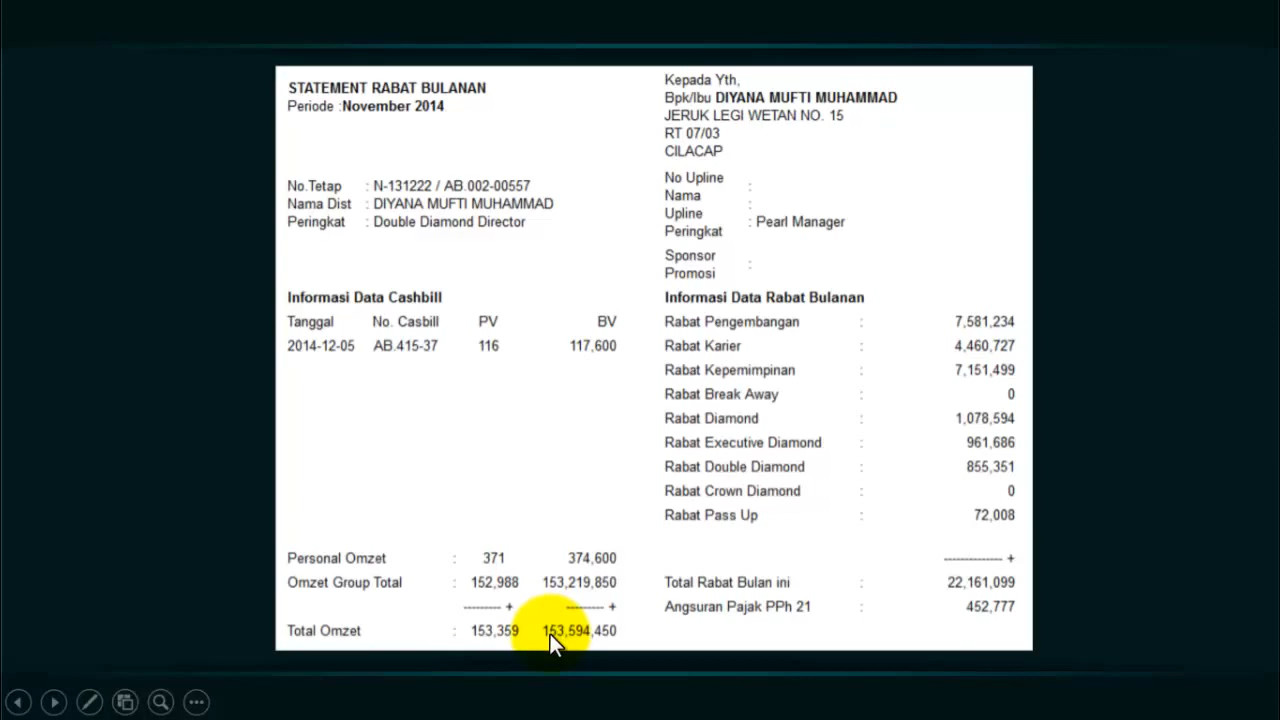 STATEMENT RABAT BULANAN
Periode :November 2014
Kepada Yth,
Bpk/Ibu DIYANA MUFTI MUHAMMAD
JERUK LEGI WETAN NO. 15
RT 07/03
CILACAP
No.Tetap : N-131222 / AB.002-00557
Nama Dist : DIYANA MUFTI MUHAMMAD
Peringkat : Double Diamond Director
No Upline :
Nama
Upline :
Peringkat : Pearl Manager
Sponsor
Promosi :
Informasi Data Cashbill
Tanggal No. Casbill PV BV
2014-12-05 AB.415-37 116 117,600
Informasi Data Rabat Bulanan
Rabat Pengembangan : 7,581,234
Rabat Karier : 4,460,727
Rabat Kepemimpinan : 7,151,499
Rabat Break Away : 0
Rabat Diamond : 1,078,594
Rabat Executive Diamond : 961,686
Rabat Double Diamond : 855,351
Rabat Crown Diamond : 0
Rabat Pass Up : 72,008
Personal Omzet : 371 374,600
Omzet Group Total : 152,988 153,219,850
--------- + --------- +
Total Omzet : 153,359 153,594,450
-------------- +
Total Rabat Bulan ini : 22,161,099
Angsuran Pajak PPh 21 : 452,777